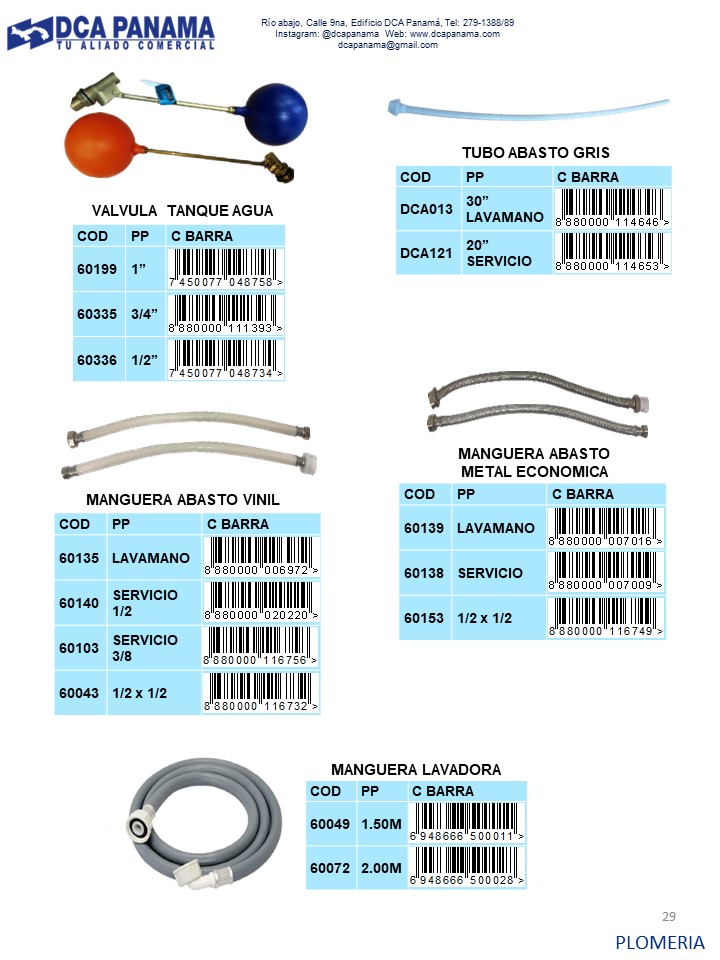 DCA PANAMA
TU ALIADO COMERCIAL
Río abajo, Calle 9na, Edificio DCA Panamá, Tel: 279-1388/89
Instagram: @dcapanama Web: www.dcapanama.com
dcapanama@gmail.com
VALVULA TANQUE AGUA
COD PP C BARRA
60199 1” 7 450077 048758 >
60335 3/4” 8 880000 111393 >
60336 1/2” 7 450077 048734 >
TUBO ABASTO GRIS
COD PP C BARRA
DCA013 30” LAVAMANO 8 880000 114646 >
DCA121 20” SERVICIO 8 880000 114653 >
MANGUERA ABASTO VINIL
COD PP C BARRA
60135 LAVAMANO 8 880000 006972 >
60140 SERVICIO 1/2 8 880000 020220 >
60103 SERVICIO 3/8 8 880000 116756 >
60043 1/2 x 1/2 8 880000 116732 >
MANGUERA ABASTO
METAL ECONOMICA
COD PP C BARRA
60139 LAVAMANO 8 880000 007016 >
60138 SERVICIO 8 880000 007009 >
60153 1/2 x 1/2 8 880000 116749 >
MANGUERA LAVADORA
COD PP C BARRA
60049 1.50M 6 948666 500011 >
60072 2.00M 6 948666 500028 >
29
PLOMERIA